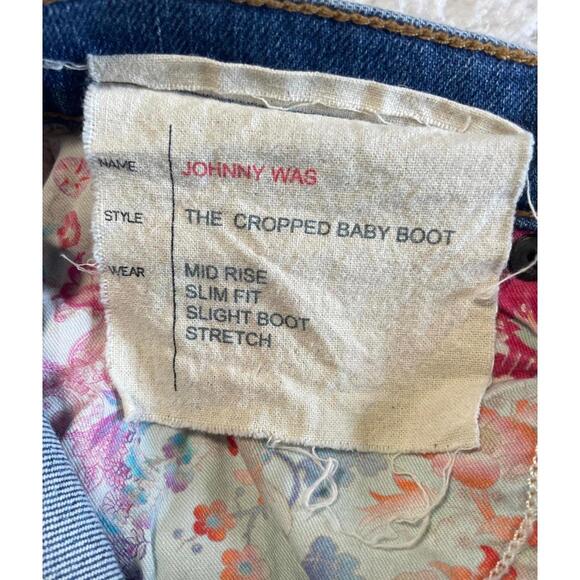 NAME JOHNNY WAS
STYLE THE CROPPED BABY BOOT
WEAR MID RISE
SLIM FIT
SLIGHT BOOT
STRETCH